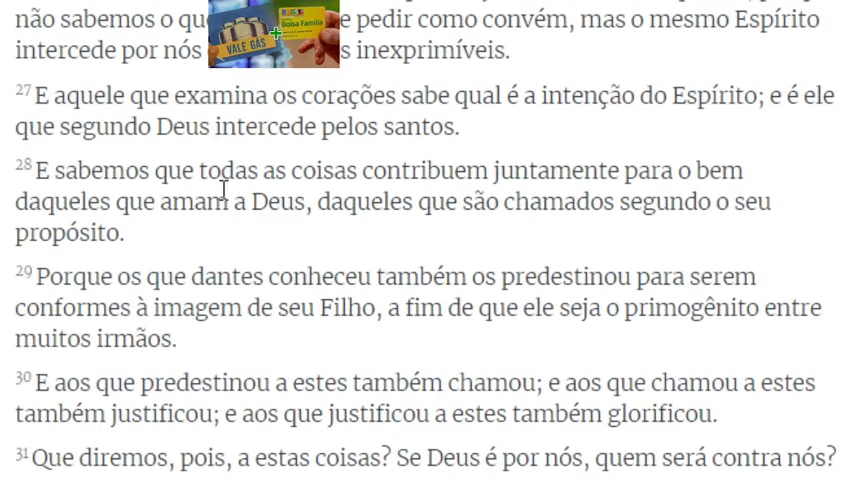 não sabemos o qu
VALE GÁS
Bolsa Família
e pedir como convém, mas o mesmo Espírito
intercede por nós
s inexprimíveis.
27 E aquele que examina os corações sabe qual é a intenção do Espírito; e é ele
que segundo Deus intercede pelos santos.
28 E sabemos que todas as coisas contribuem juntamente para o bem
daqueles que amam a Deus, daqueles que são chamados segundo o seu
propósito.
29 Porque os que dantes conheceu também os predestinou para serem
conformes à imagem de seu Filho, a fim de que ele seja o primogênito entre
muitos irmãos.
30 E aos que predestinou a estes também chamou; e aos que chamou a estes
também justificou; e aos que justificou a estes também glorificou.
31 Que diremos, pois, a estas coisas? Se Deus é por nós, quem será contra nós?